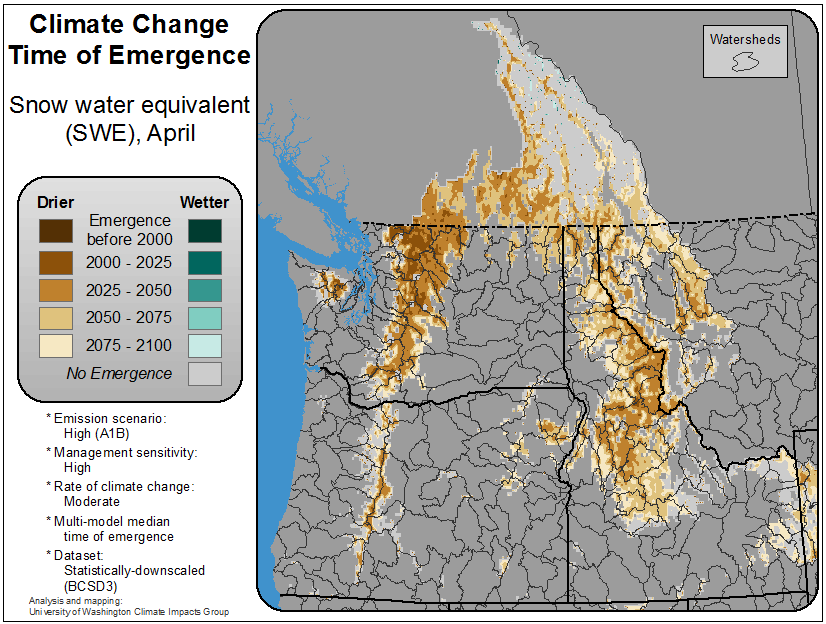 Climate Change
Time of Emergence
Snow water equivalent
(SWE), April
Drier
Wetter
Emergence
before 2000
2000 - 2025
2025 - 2050
2050 - 2075
2075 - 2100
No Emergence
* Emission scenario:
High (A1B)
* Management sensitivity:
High
* Rate of climate change:
Moderate
* Multi-model median
time of emergence
* Dataset:
Statistically-downscaled
(BCSD3)
Analysis and mapping:
University of Washington Climate Impacts Group
Watersheds